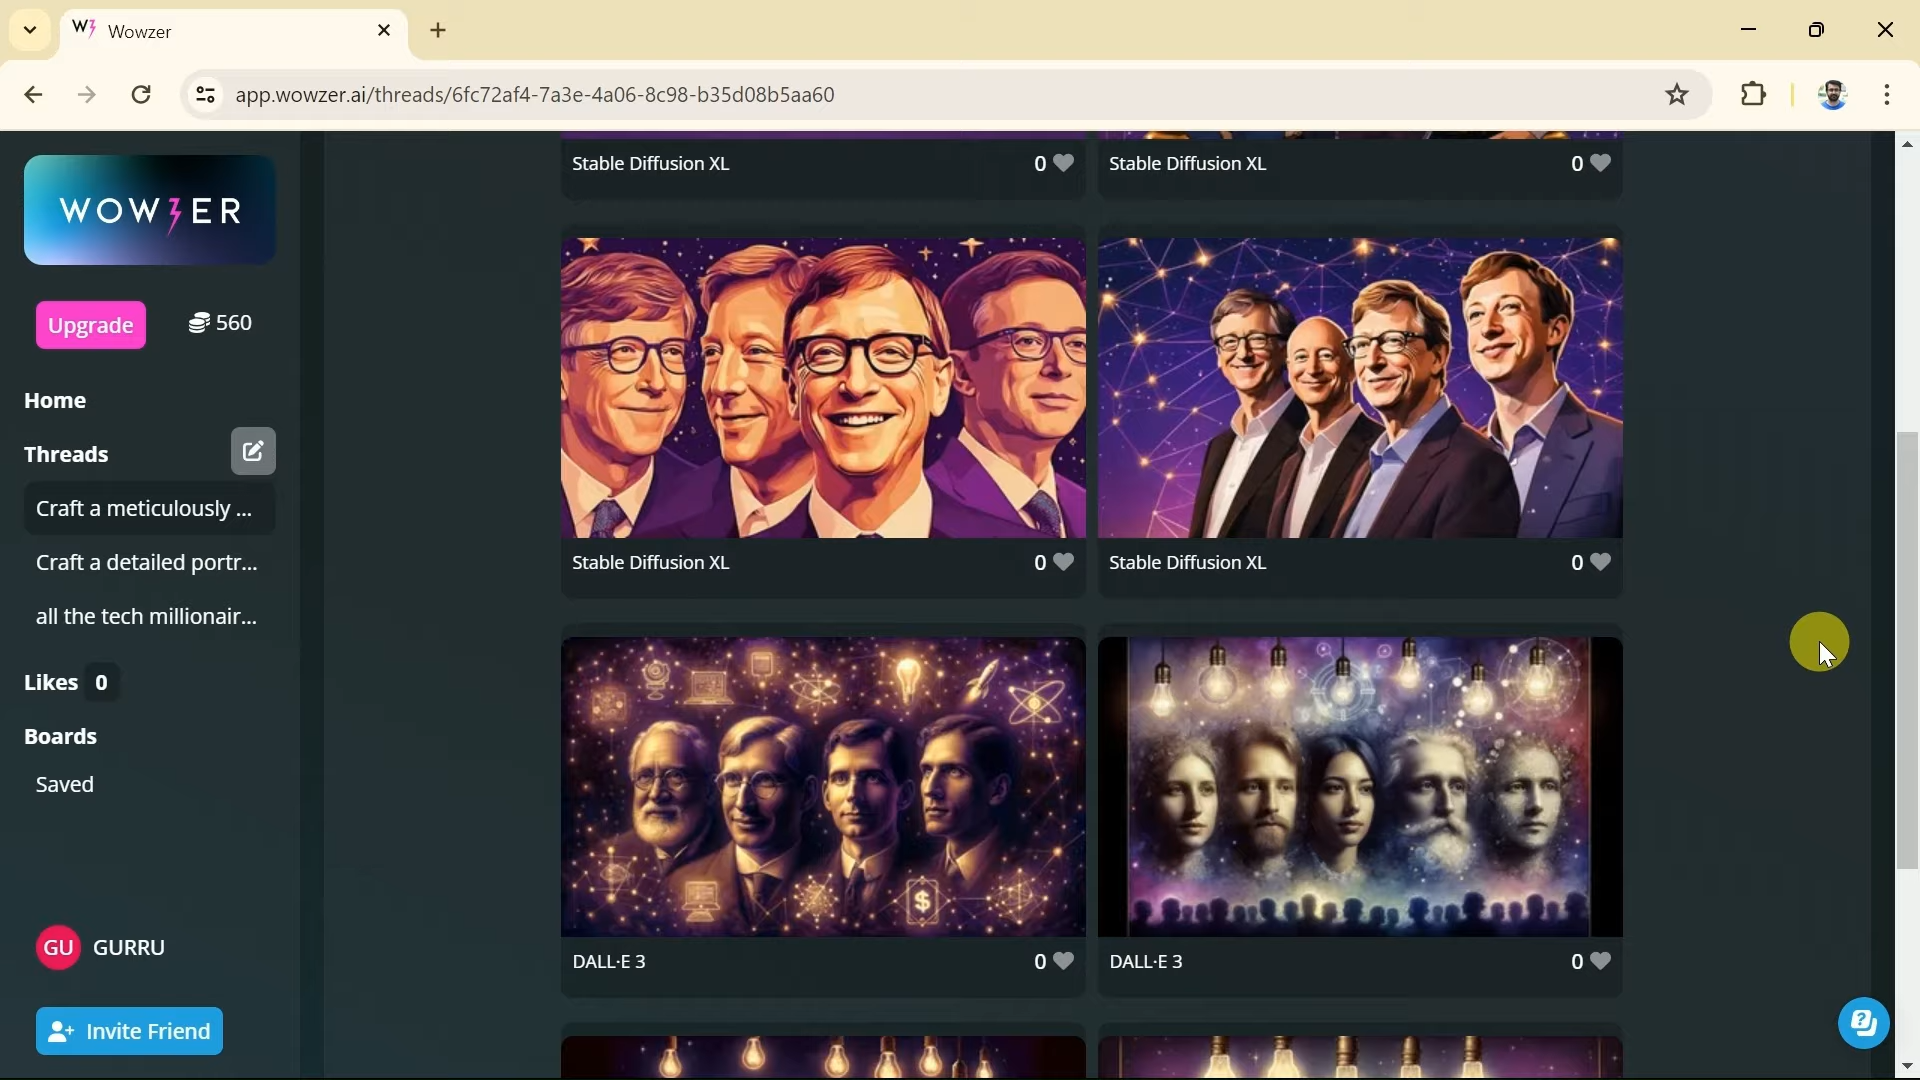 Wowzer
app.wowzer.ai/threads/6fc72af4-7a3e-4a06-8c98-b35d08b5aa60
WOWZER
Upgrade
560
Home
Threads
Craft a meticulously ...
Craft a detailed portr...
all the tech millionair...
Likes 0
Boards
Saved
GU GURRU
Invite Friend
Stable Diffusion XL 0
Stable Diffusion XL 0
Stable Diffusion XL 0
Stable Diffusion XL 0
$
DALL·E 3 0
DALL·E 3 0